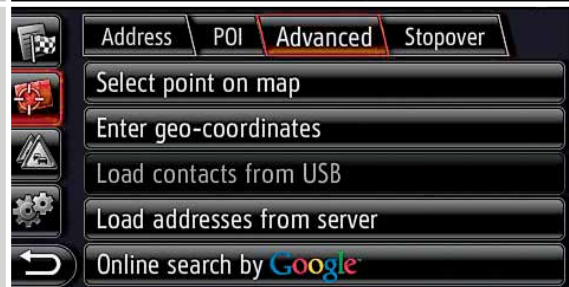 Address POI Advanced Stopover
Select point on map
Enter geo-coordinates
Load contacts from USB
Load addresses from server
Online search by Google